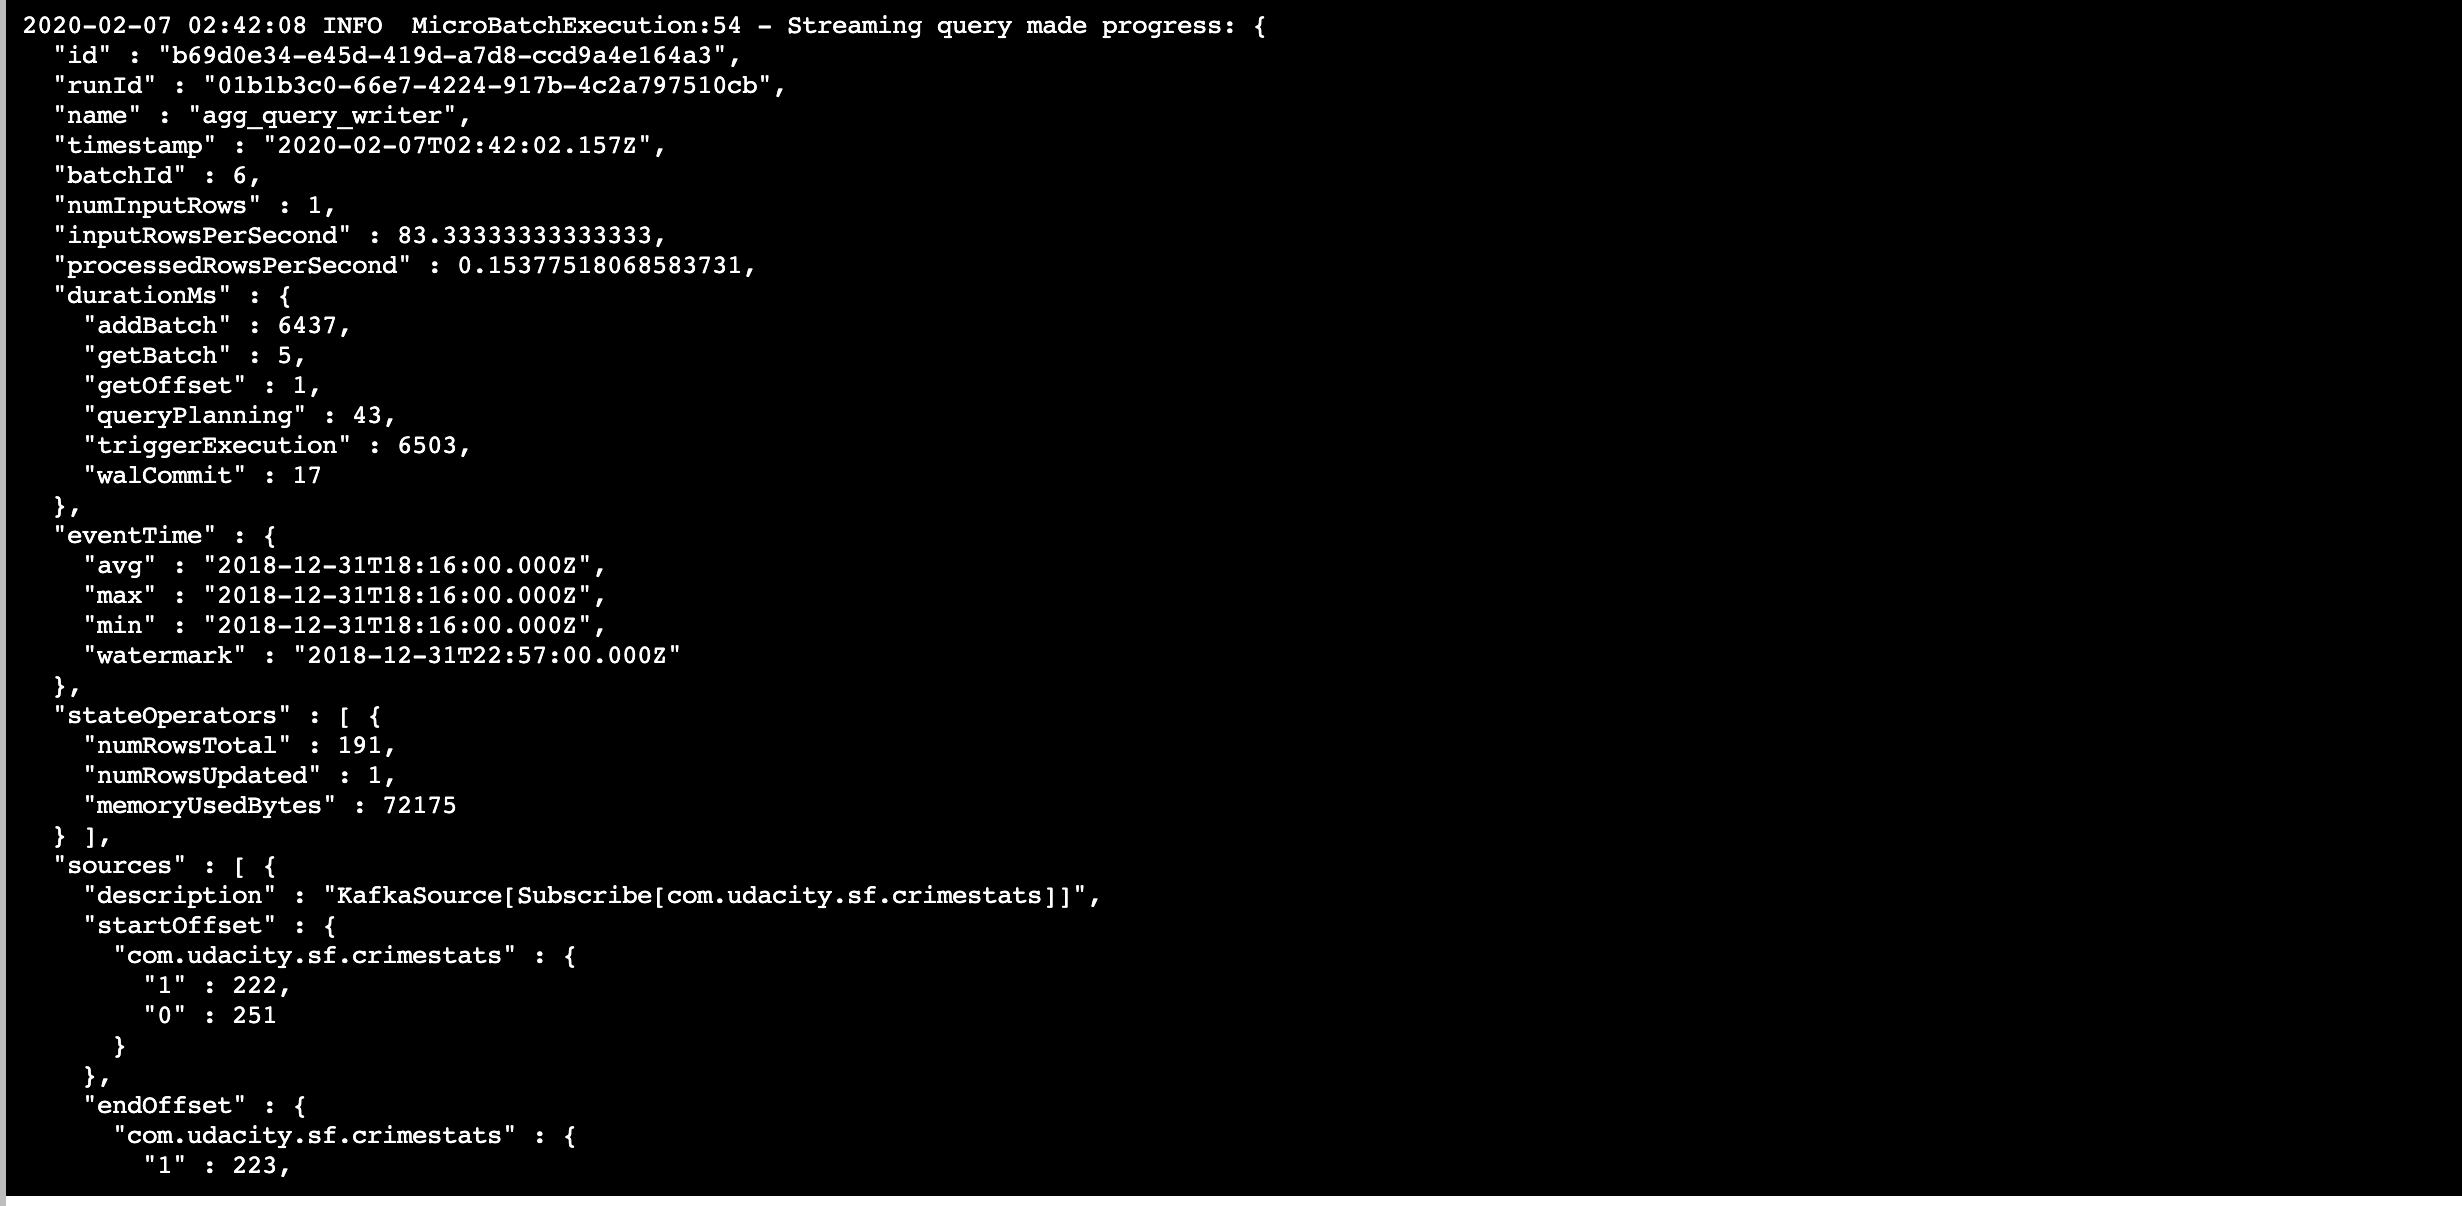 2020-02-07 02:42:08 INFO  MicroBatchExecution:54 - Streaming query made progress: {
  "id" : "b69d0e34-e45d-419d-a7d8-ccd9a4e164a3",
  "runId" : "01b1b3c0-66e7-4224-917b-4c2a797510cb",
  "name" : "agg_query_writer",
  "timestamp" : "2020-02-07T02:42:02.157Z",
  "batchId" : 6,
  "numInputRows" : 1,
  "inputRowsPerSecond" : 83.33333333333333,
  "processedRowsPerSecond" : 0.15377518068583731,
  "durationMs" : {
    "addBatch" : 6437,
    "getBatch" : 5,
    "getOffset" : 1,
    "queryPlanning" : 43,
    "triggerExecution" : 6503,
    "walCommit" : 17
  },
  "eventTime" : {
    "avg" : "2018-12-31T18:16:00.000Z",
    "max" : "2018-12-31T18:16:00.000Z",
    "min" : "2018-12-31T18:16:00.000Z",
    "watermark" : "2018-12-31T22:57:00.000Z"
  },
  "stateOperators" : [ {
    "numRowsTotal" : 191,
    "numRowsUpdated" : 1,
    "memoryUsedBytes" : 72175
  } ],
  "sources" : [ {
    "description" : "KafkaSource[Subscribe[com.udacity.sf.crimestats]]",
    "startOffset" : {
      "com.udacity.sf.crimestats" : {
        "1" : 222,
        "0" : 251
      }
    },
    "endOffset" : {
      "com.udacity.sf.crimestats" : {
        "1" : 223,